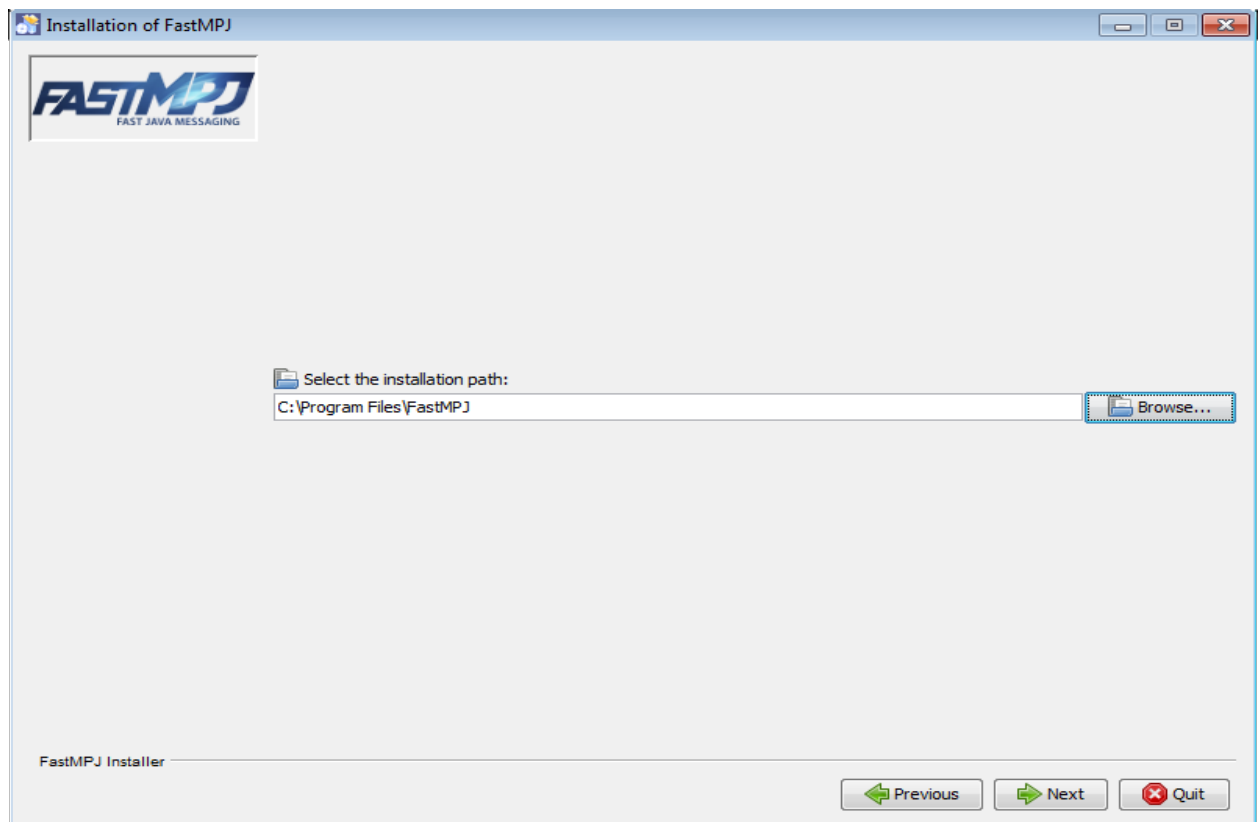 Installation of FastMPJ
FASTMPJ
FAST JAVA MESSAGING
Select the installation path:
C:\Program Files\FastMPJ
Browse...
FastMPJ Installer
Previous
Next
Quit